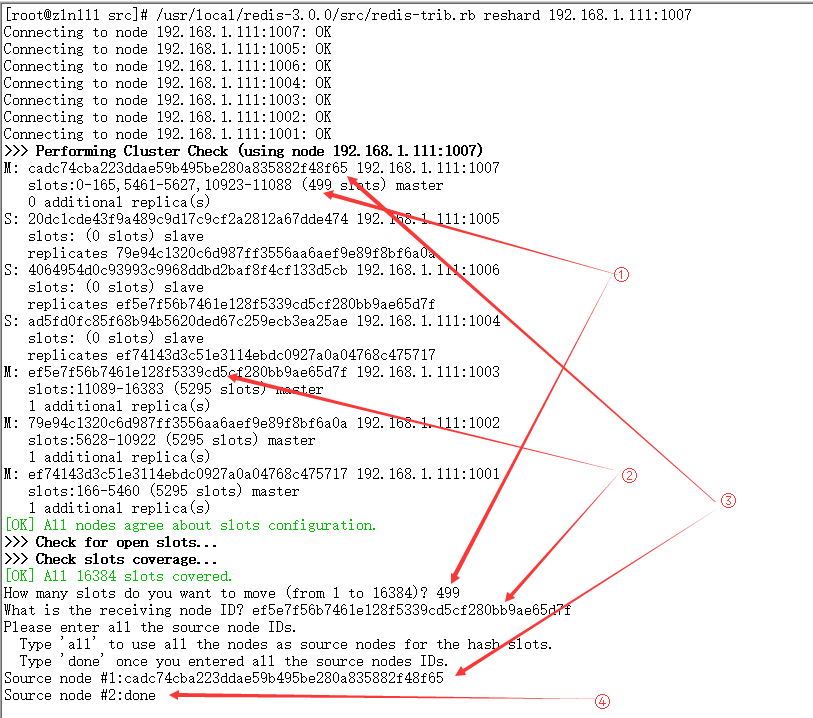 [root@zln111 src]# /usr/local/redis-3.0.0/src/redis-trib.rb reshard 192.168.1.111:1007
Connecting to node 192.168.1.111:1007: OK
Connecting to node 192.168.1.111:1005: OK
Connecting to node 192.168.1.111:1006: OK
Connecting to node 192.168.1.111:1004: OK
Connecting to node 192.168.1.111:1003: OK
Connecting to node 192.168.1.111:1002: OK
Connecting to node 192.168.1.111:1001: OK
>>> Performing Cluster Check (using node 192.168.1.111:1007)
M: cadc74cba223ddae59b495be280a835882f48f65 192.168.1.111:1007
slots:0-165,5461-5627,10923-11088 (499 slots) master
0 additional replica(s)
S: 20dc1cde43f9a489c9d17c9cf2a2812a67dde474 192.168.1.111:1005
slots: (0 slots) slave
replicates 79e94c1320c6d987ff3556aa6aef9e89f8bf6a0a
S: 4064954d0c93993c9968ddbd2baf8f4cf133d5cb 192.168.1.111:1006
slots: (0 slots) slave
replicates ef5e7f56b7461e128f5339cd5cf280bb9ae65d7f
S: ad5fd0fc85f68b94b5620ded67c259ecb3ea25ae 192.168.1.111:1004
slots: (0 slots) slave
replicates ef74143d3c51e3114ebdc0927a0a04768c475717
M: ef5e7f56b7461e128f5339cd5cf280bb9ae65d7f 192.168.1.111:1003
slots:11089-16383 (5295 slots) master
1 additional replica(s)
M: 79e94c1320c6d987ff3556aa6aef9e89f8bf6a0a 192.168.1.111:1002
slots:5628-10922 (5295 slots) master
1 additional replica(s)
M: ef74143d3c51e3114ebdc0927a0a04768c475717 192.168.1.111:1001
slots:166-5460 (5295 slots) master
1 additional replica(s)
[OK] All nodes agree about slots configuration.
>>> Check for open slots...
>>> Check slots coverage...
[OK] All 16384 slots covered.
How many slots do you want to move (from 1 to 16384)? 499
What is the receiving node ID? ef5e7f56b7461e128f5339cd5cf280bb9ae65d7f
Please enter all the source node IDs.
Type 'all' to use all the nodes as source nodes for the hash slots.
Type 'done' once you entered all the source nodes IDs.
Source node #1:cadc74cba223ddae59b495be280a835882f48f65
Source node #2:done
①
②
③
④